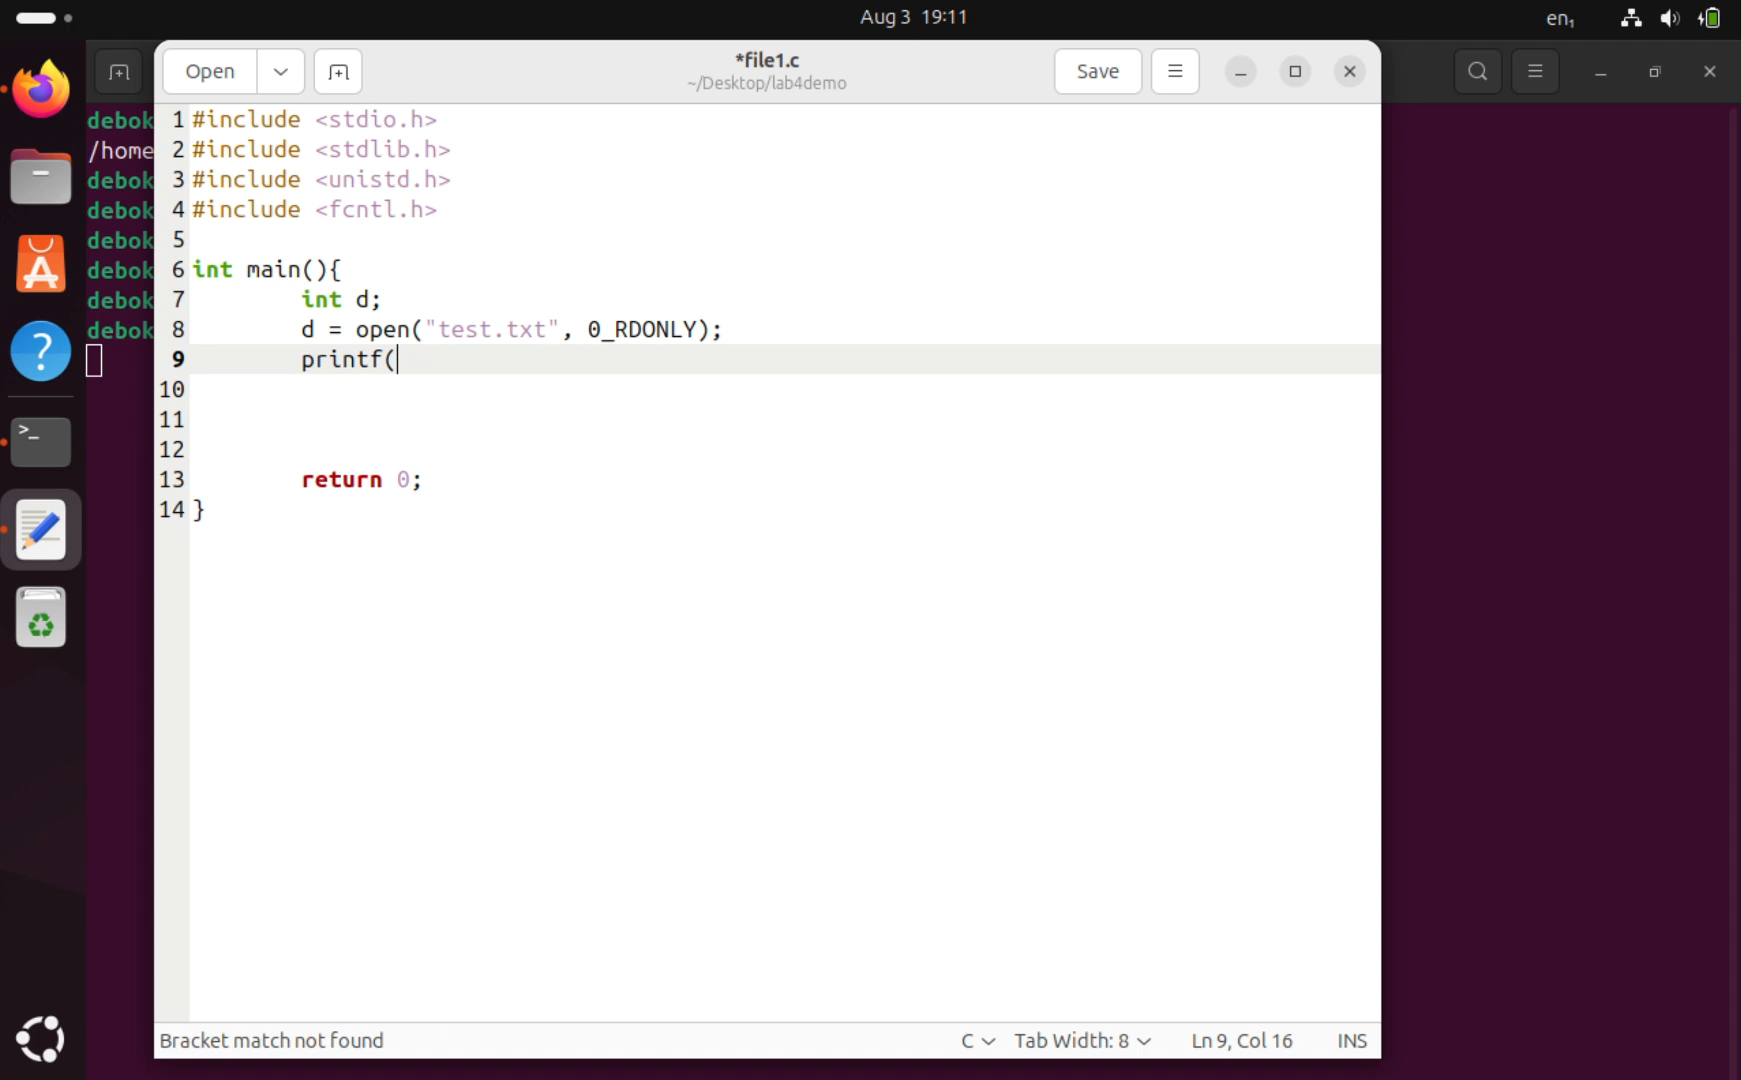 Aug 3 19:11
en₁
Open
*file1.c
~/Desktop/lab4demo
Save
debok
/home
debok
debok
debok
debok
debok
debok
1 #include <stdio.h>
2 #include <stdlib.h>
3 #include <unistd.h>
4 #include <fcntl.h>
5
6 int main(){
7 int d;
8 d = open("test.txt", 0_RDONLY);
9 printf(
10
11
12
13 return 0;
14 }
>_
?
Bracket match not found
C
Tab Width: 8
Ln 9, Col 16
INS